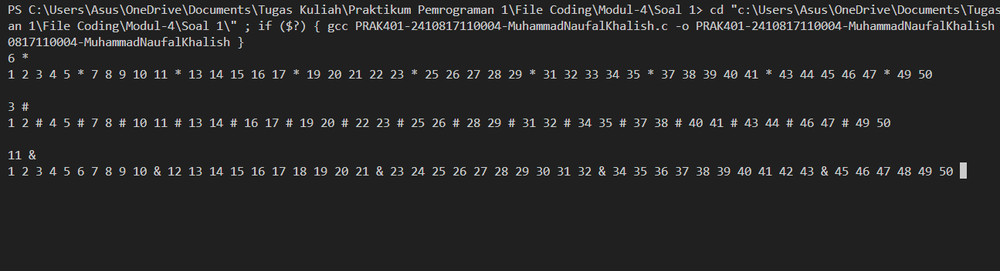 PS C:\Users\Asus\OneDrive\Documents\Tugas Kuliah\Praktikum Pemrograman 1\File Coding\Modul-4\Soal 1> cd "c:\Users\Asus\OneDrive\Documents\Tugas
an 1\File Coding\Modul-4\Soal 1\" ; if ($?) { gcc PRAK401-2410817110004-MuhammadNaufalKhalish.c -o PRAK401-2410817110004-MuhammadNaufalKhalish
0817110004-MuhammadNaufalKhalish }
6 *
1 2 3 4 5 * 7 8 9 10 11 * 13 14 15 16 17 * 19 20 21 22 23 * 25 26 27 28 29 * 31 32 33 34 35 * 37 38 39 40 41 * 43 44 45 46 47 * 49 50
3 #
1 2 # 4 5 # 7 8 # 10 11 # 13 14 # 16 17 # 19 20 # 22 23 # 25 26 # 28 29 # 31 32 # 34 35 # 37 38 # 40 41 # 43 44 # 46 47 # 49 50
11 &
1 2 3 4 5 6 7 8 9 10 & 12 13 14 15 16 17 18 19 20 21 & 23 24 25 26 27 28 29 30 31 32 & 34 35 36 37 38 39 40 41 42 43 & 45 46 47 48 49 50